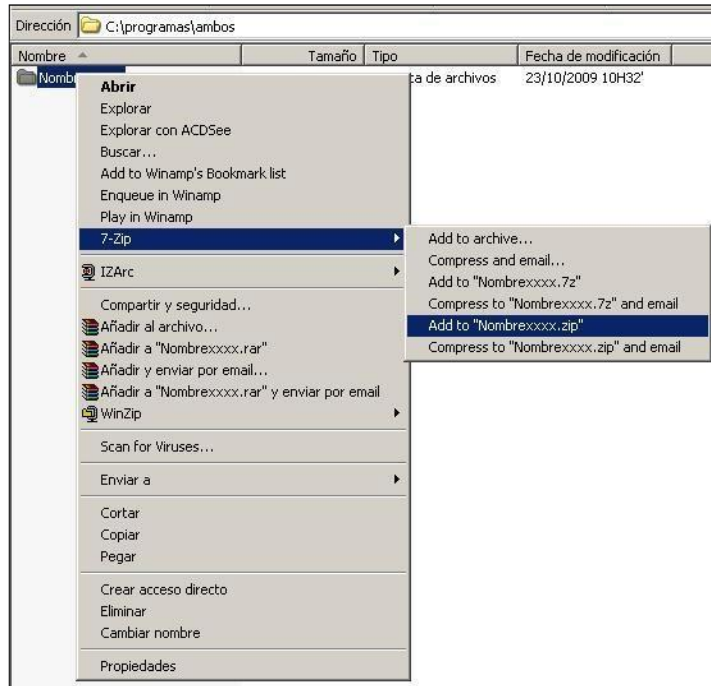 Dirección C:\programas\ambos
Nombre Tamaño Tipo Fecha de modificación
Nomb ta de archivos 23/10/2009 10H32'
Abrir
Explorar
Explorar con ACDSee
Buscar...
Add to Winamp's Bookmark list
Enqueue in Winamp
Play in Winamp
7-Zip
IZArc
Compartir y seguridad...
Añadir al archivo...
Añadir a "Nombrexxxx.rar"
Añadir y enviar por email...
Añadir a "Nombrexxxx.rar" y enviar por email
WinZip
Scan for Viruses...
Enviar a
Cortar
Copiar
Pegar
Crear acceso directo
Eliminar
Cambiar nombre
Propiedades
Add to archive...
Compress and email...
Add to "Nombrexxxx.7z"
Compress to "Nombrexxxx.7z" and email
Add to "Nombrexxxx.zip"
Compress to "Nombrexxxx.zip" and email